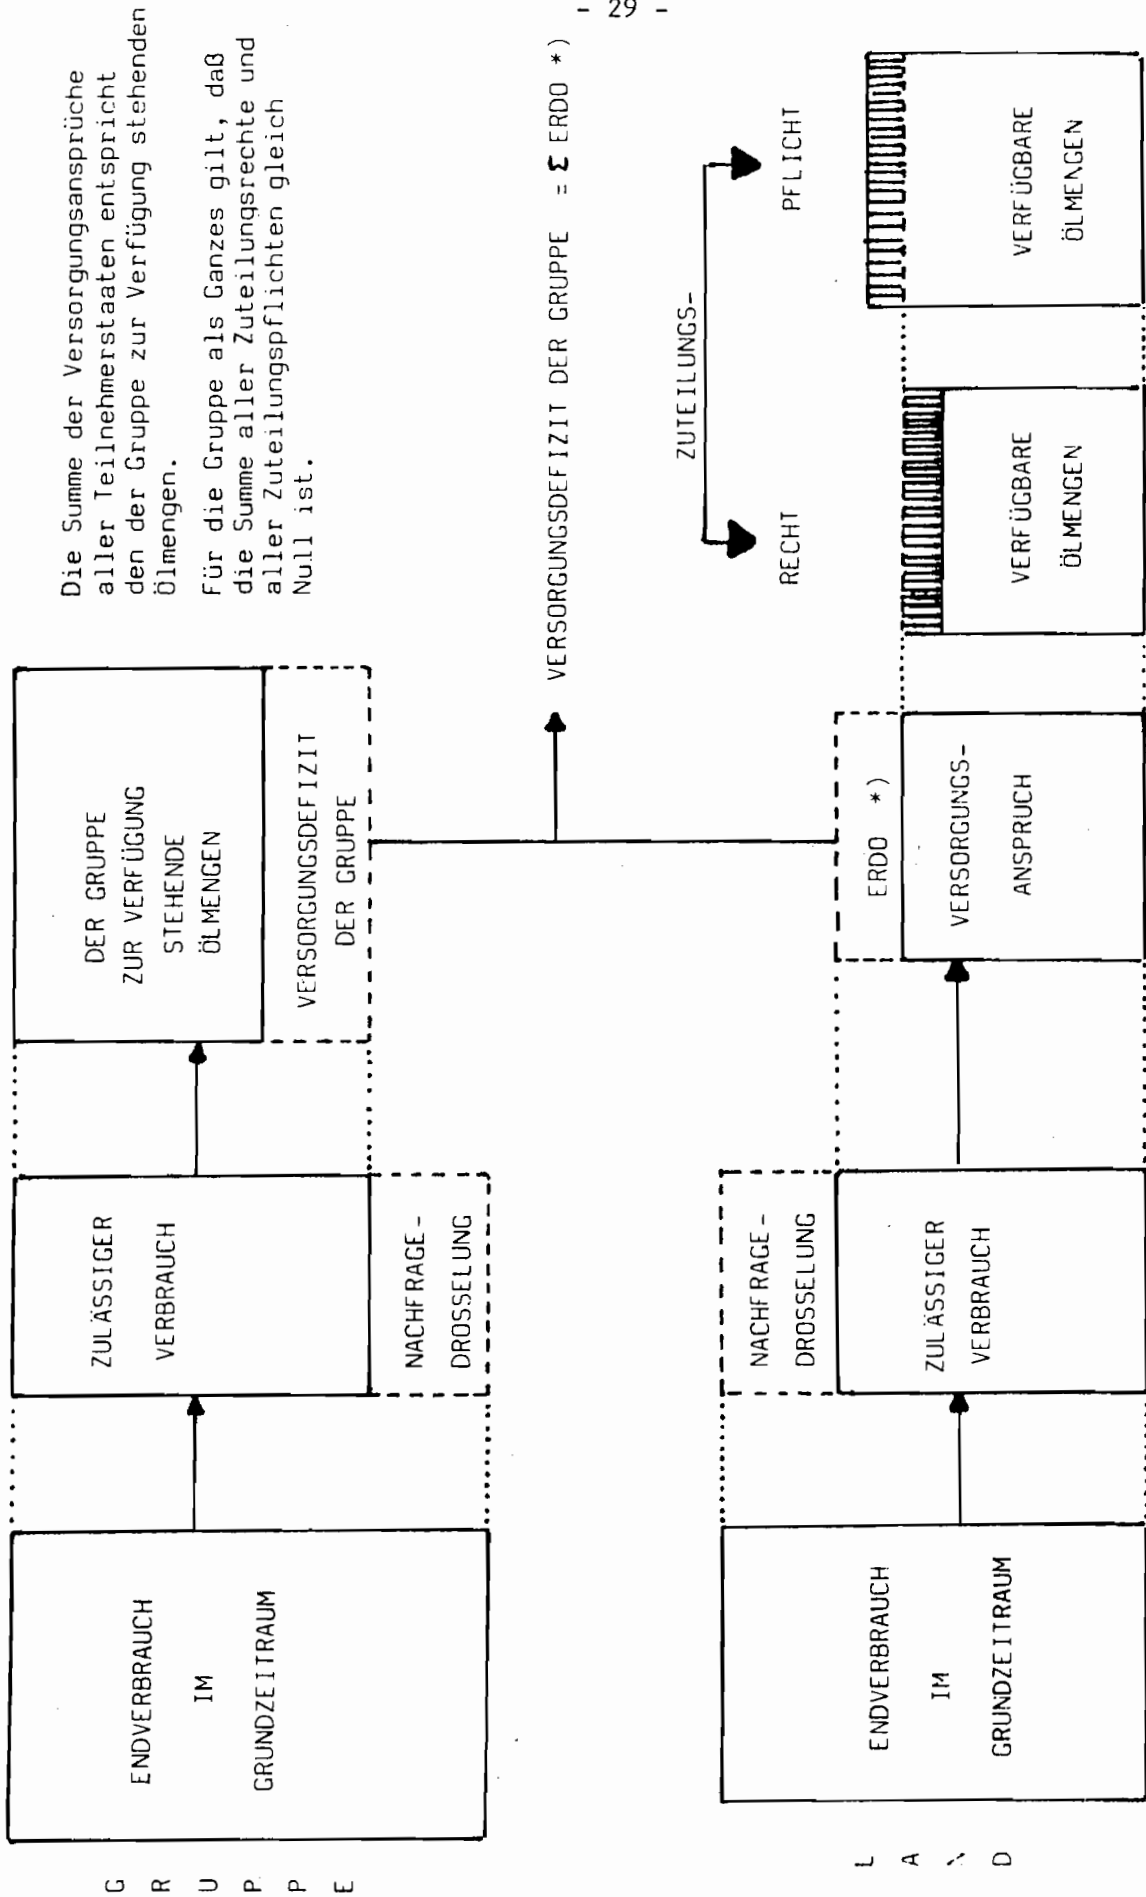 - 29 -
G
R
U
P
P
E
ENDVERBRAUCH
IM
GRUNDZEITRAUM
ZULÄSSIGER
VERBRAUCH
NACHFRAGE-
DROSSELUNG
DER GRUPPE
ZUR VERFÜGUNG
STEHENDE
ÖLMENGEN
VERSORGUNGSDEFIZIT
DER GRUPPE
Die Summe der Versorgungsansprüche
aller Teilnehmerstaaten entspricht
den der Gruppe zur Verfügung stehenden
Ölmengen.
Für die Gruppe als Ganzes gilt, daß
die Summe aller Zuteilungsrechte und
aller Zuteilungspflichten gleich
Null ist.
VERSORGUNGSDEFIZIT DER GRUPPE = Σ ERDO *)
L
A
N
D
ENDVERBRAUCH
IM
GRUNDZEITRAUM
NACHFRAGE-
DROSSELUNG
ZULÄSSIGER
VERBRAUCH
ERDO *)
VERSORGUNGS-
ANSPRUCH
ZUTEILUNGS-
RECHT
PFLICHT
VERFÜGBARE
ÖLMENGEN
VERFÜGBARE
ÖLMENGEN